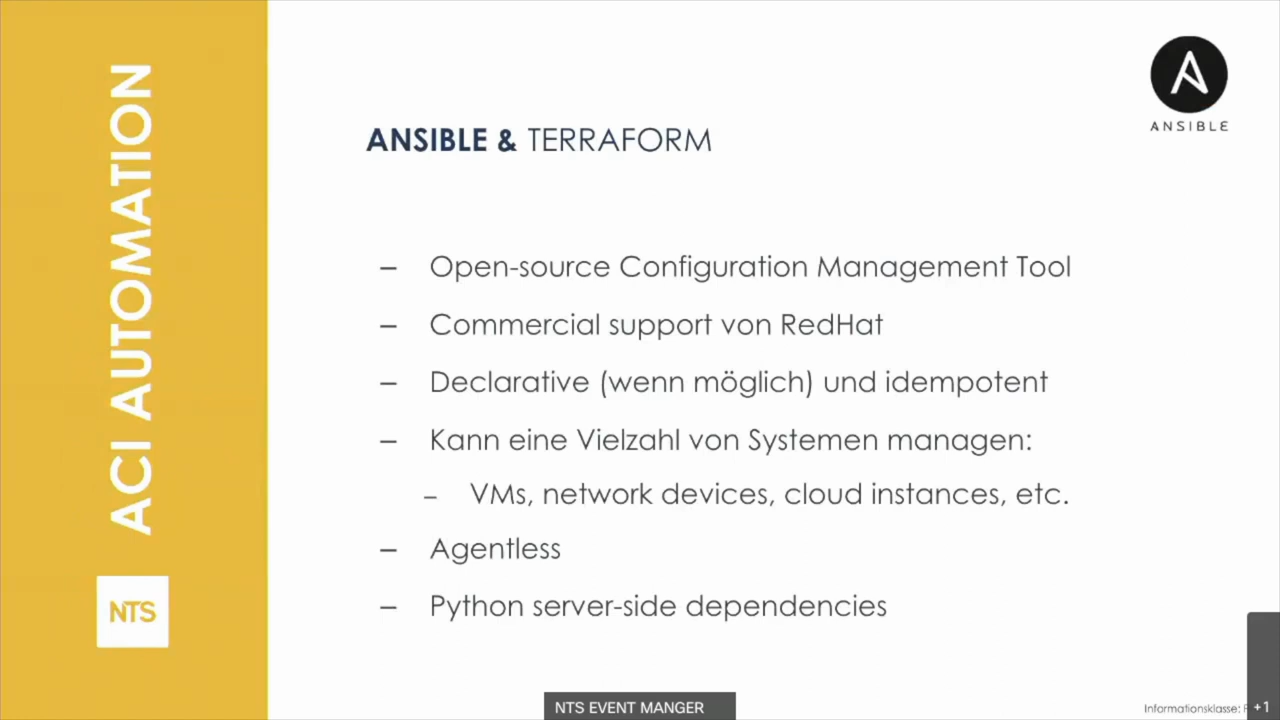 ACI AUTOMATION
NTS
ANSIBLE
ANSIBLE & TERRAFORM
– Open-source Configuration Management Tool
– Commercial support von RedHat
– Declarative (wenn möglich) und idempotent
– Kann eine Vielzahl von Systemen managen:
– VMs, network devices, cloud instances, etc.
– Agentless
– Python server-side dependencies
NTS EVENT MANGER
Informationsklasse:
+1